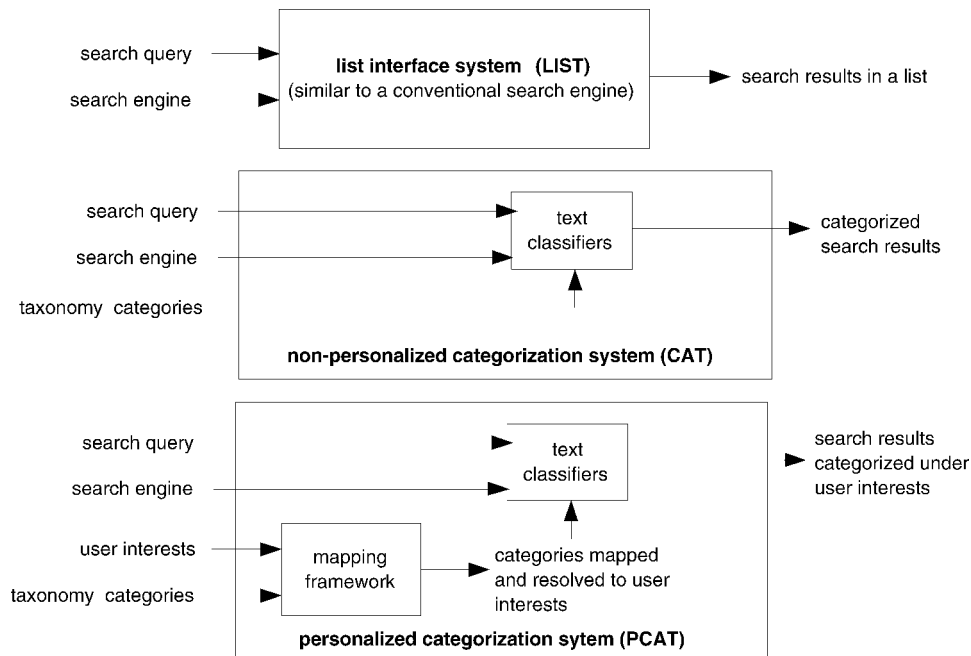 search query
search engine
list interface system (LIST)
(similar to a conventional search engine)
search results in a list
search query
search engine
taxonomy categories
text
classifiers
categorized
search results
non-personalized categorization system (CAT)
search query
search engine
user interests
taxonomy categories
text
classifiers
mapping
framework
categories mapped
and resolved to user
interests
search results
categorized under
user interests
personalized categorization sytem (PCAT)